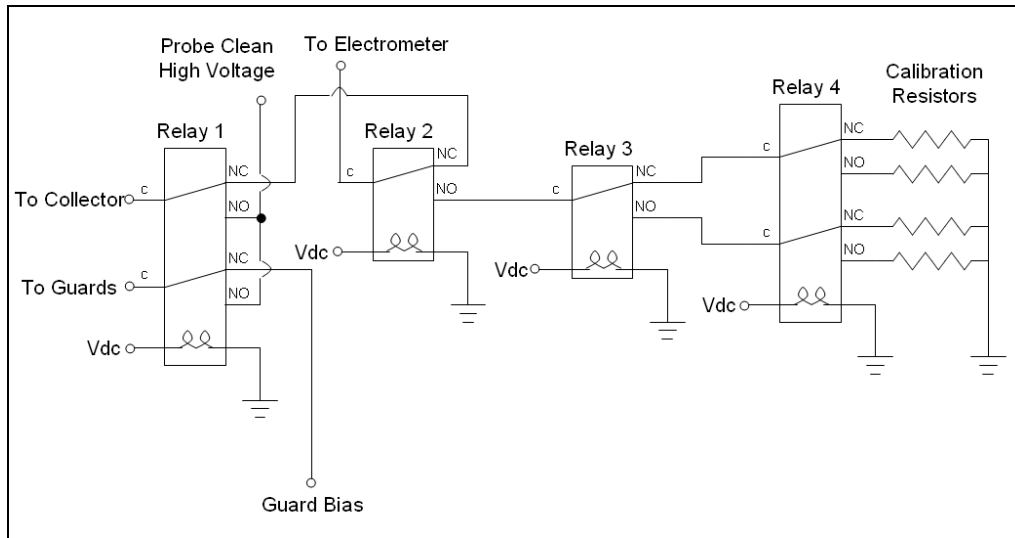 Probe Clean
High Voltage
To Electrometer
Calibration
Resistors
Relay 1
Relay 2
Relay 3
Relay 4
To Collector
c
NC
NO
To Guards
c
NC
NO
Vdc
c
NC
NO
Vdc
c
NC
NO
Vdc
c
NC
NO
c
NC
NO
Vdc
Guard Bias